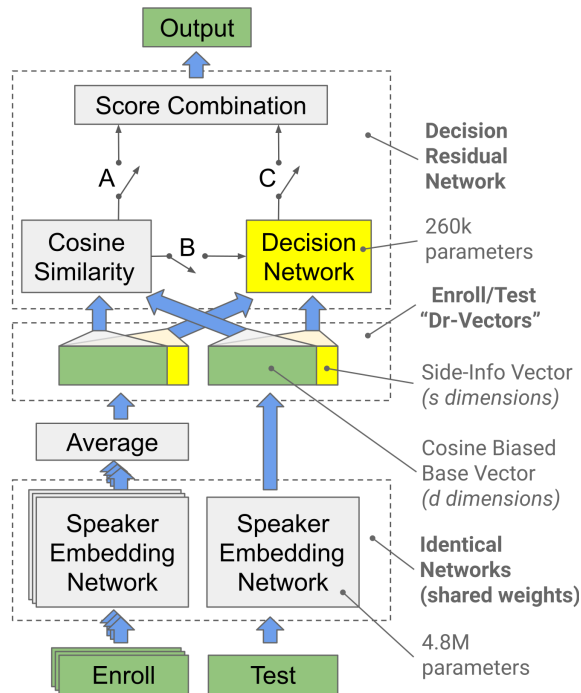 Output
Score Combination
A
C
B
Cosine
Similarity
Decision
Network
Decision
Residual
Network
260k
parameters
Enroll/Test
“Dr-Vectors”
Side-Info Vector
(s dimensions)
Average
Cosine Biased
Base Vector
(d dimensions)
Speaker
Embedding
Network
Speaker
Embedding
Network
Identical
Networks
(shared weights)
4.8M
parameters
Enroll
Test